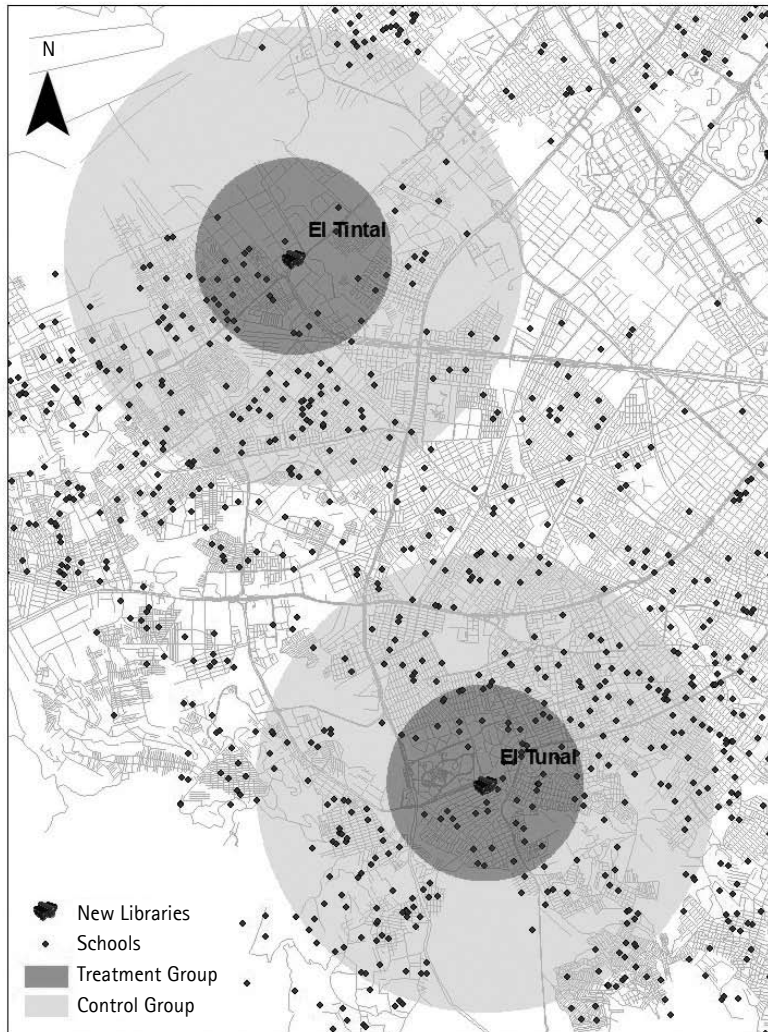 N
El Tintal
El Tunal
New Libraries
Schools
Treatment Group
Control Group